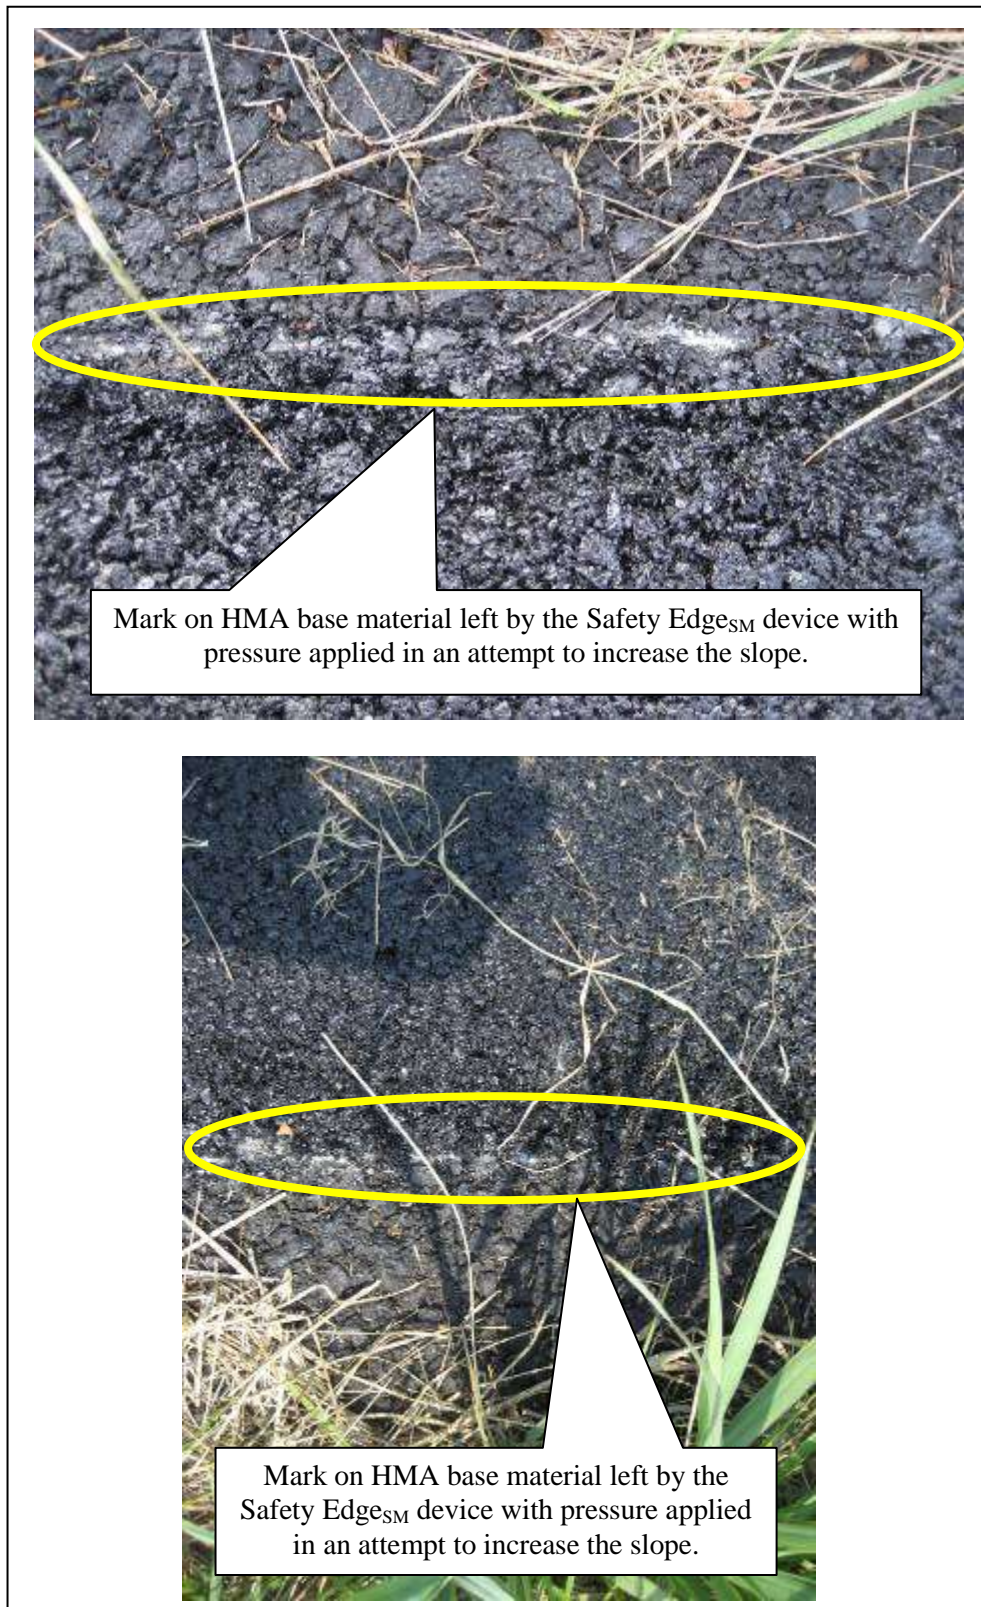 Mark on HMA base material left by the Safety EdgeSM device with
pressure applied in an attempt to increase the slope.
Mark on HMA base material left by the
Safety EdgeSM device with pressure applied
in an attempt to increase the slope.